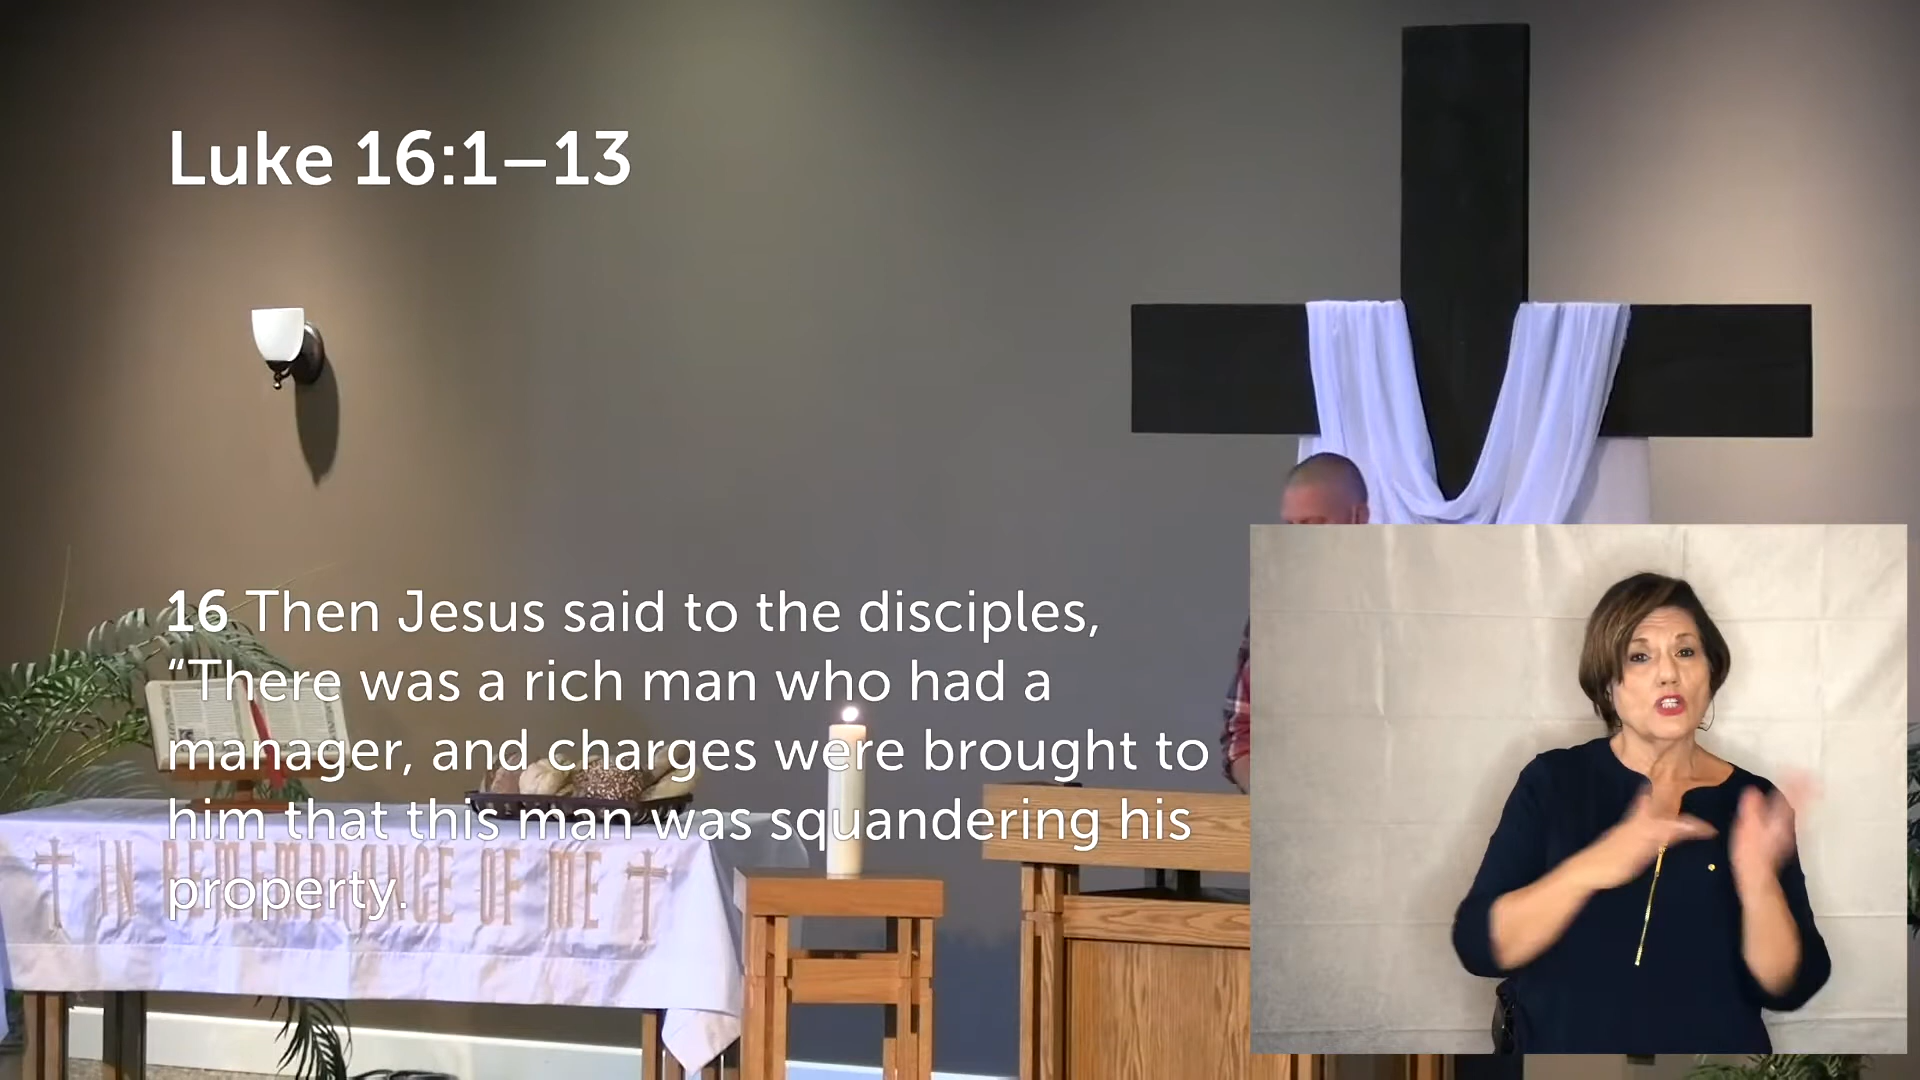 Luke 16:1–13
16 Then Jesus said to the disciples,
“There was a rich man who had a
manager, and charges were brought to
him that this man was squandering his
property.
IN REMEMBRANCE OF ME